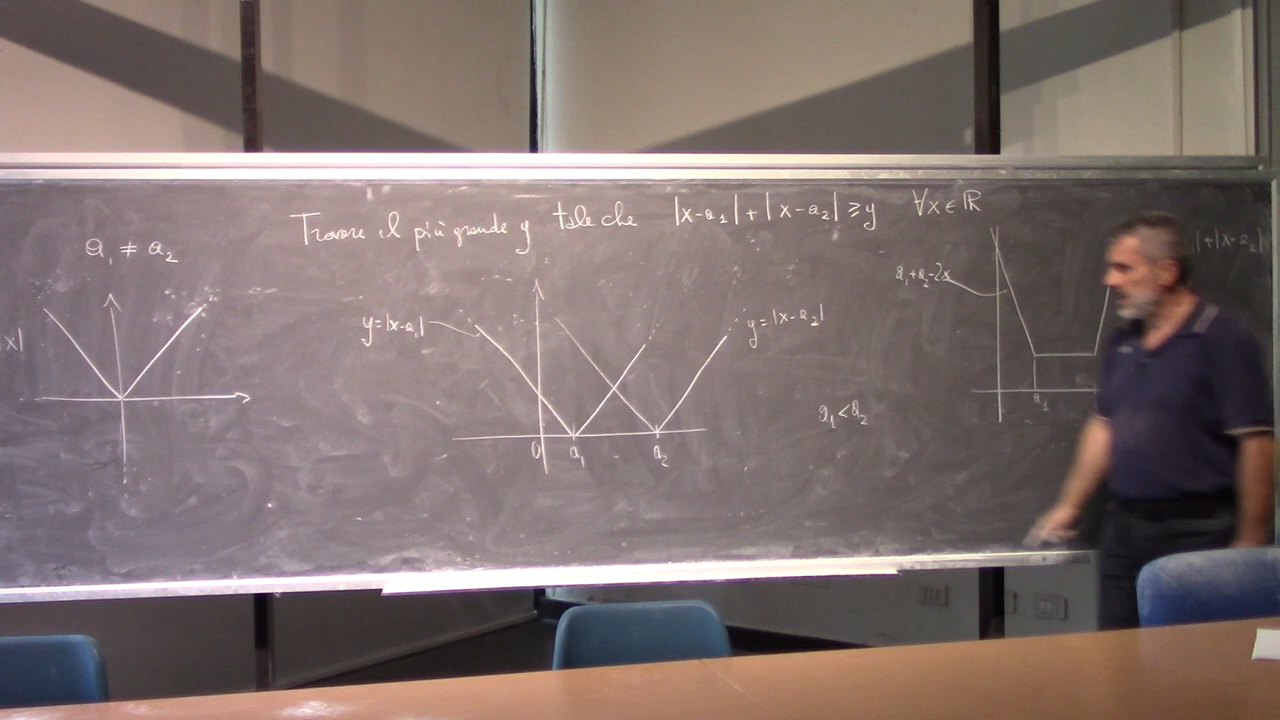 Trovare il più grande y tale che |x-a₁| + |x-a₂| ≥ y ∀x∈ℝ
a₁ ≠ a₂
|x|
y=|x-a₁|
y=|x-a₂|
0 a₁ a₂
a₁<a₂
a₁+a₂-2x
a₁
|+|x-a₂|